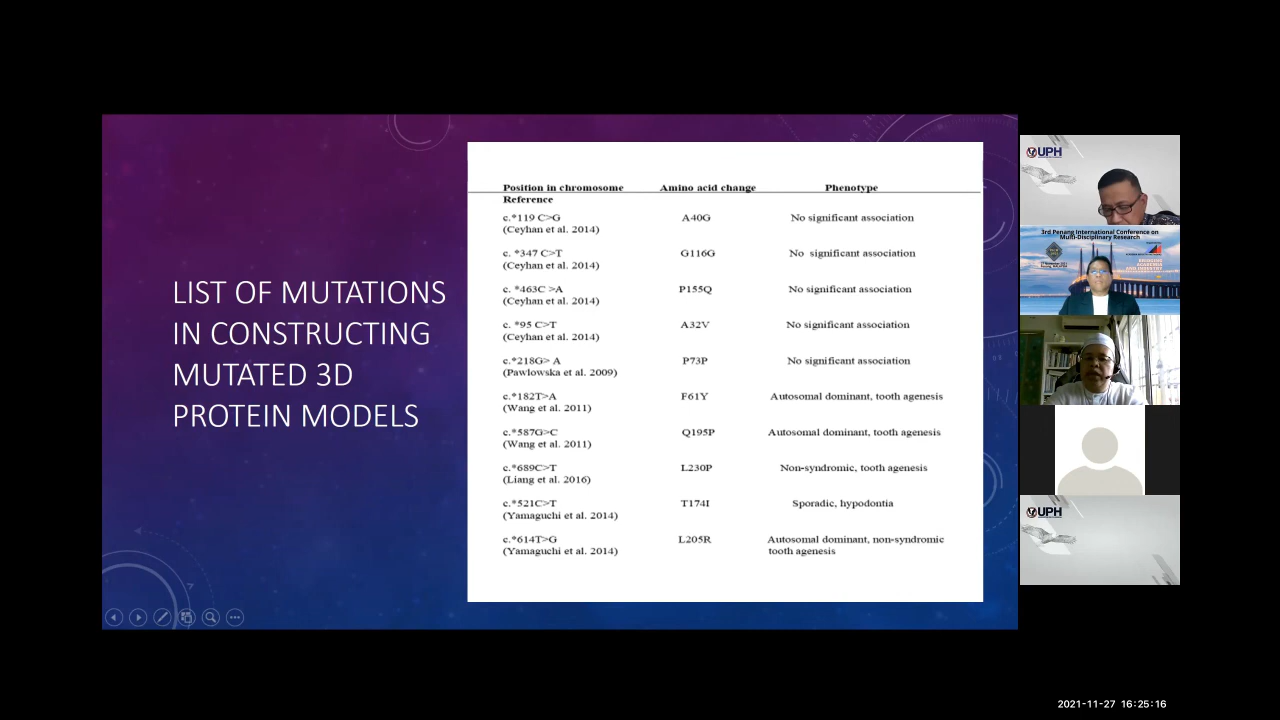 LIST OF MUTATIONS
IN CONSTRUCTING
MUTATED 3D
PROTEIN MODELS
Position in chromosome Amino acid change Phenotype
Reference
c.*119 C>G A40G No significant association
(Ceyhan et al. 2014)
c. *347 C>T G116G No significant association
(Ceyhan et al. 2014)
c. *463C >A P155Q No significant association
(Ceyhan et al. 2014)
c. *95 C>T A32V No significant association
(Ceyhan et al. 2014)
c.*218G> A P73P No significant association
(Pawlowska et al. 2009)
c.*182T>A F61Y Autosomal dominant, tooth agenesis
(Wang et al. 2011)
c.*587G>C Q195P Autosomal dominant, tooth agenesis
(Wang et al. 2011)
c.*689C>T L230P Non-syndromic, tooth agenesis
(Liang et al. 2016)
c.*521C>T T174I Sporadic, hypodontia
(Yamaguchi et al. 2014)
c.*614T>G L205R Autosomal dominant, non-syndromic
(Yamaguchi et al. 2014) tooth agenesis
UPH
3rd Penang International Conference on
Multi-Disciplinary Research
BRIDGING
ACADEMIA
AND INDUSTRY
UPH
2021-11-27 16:25:16